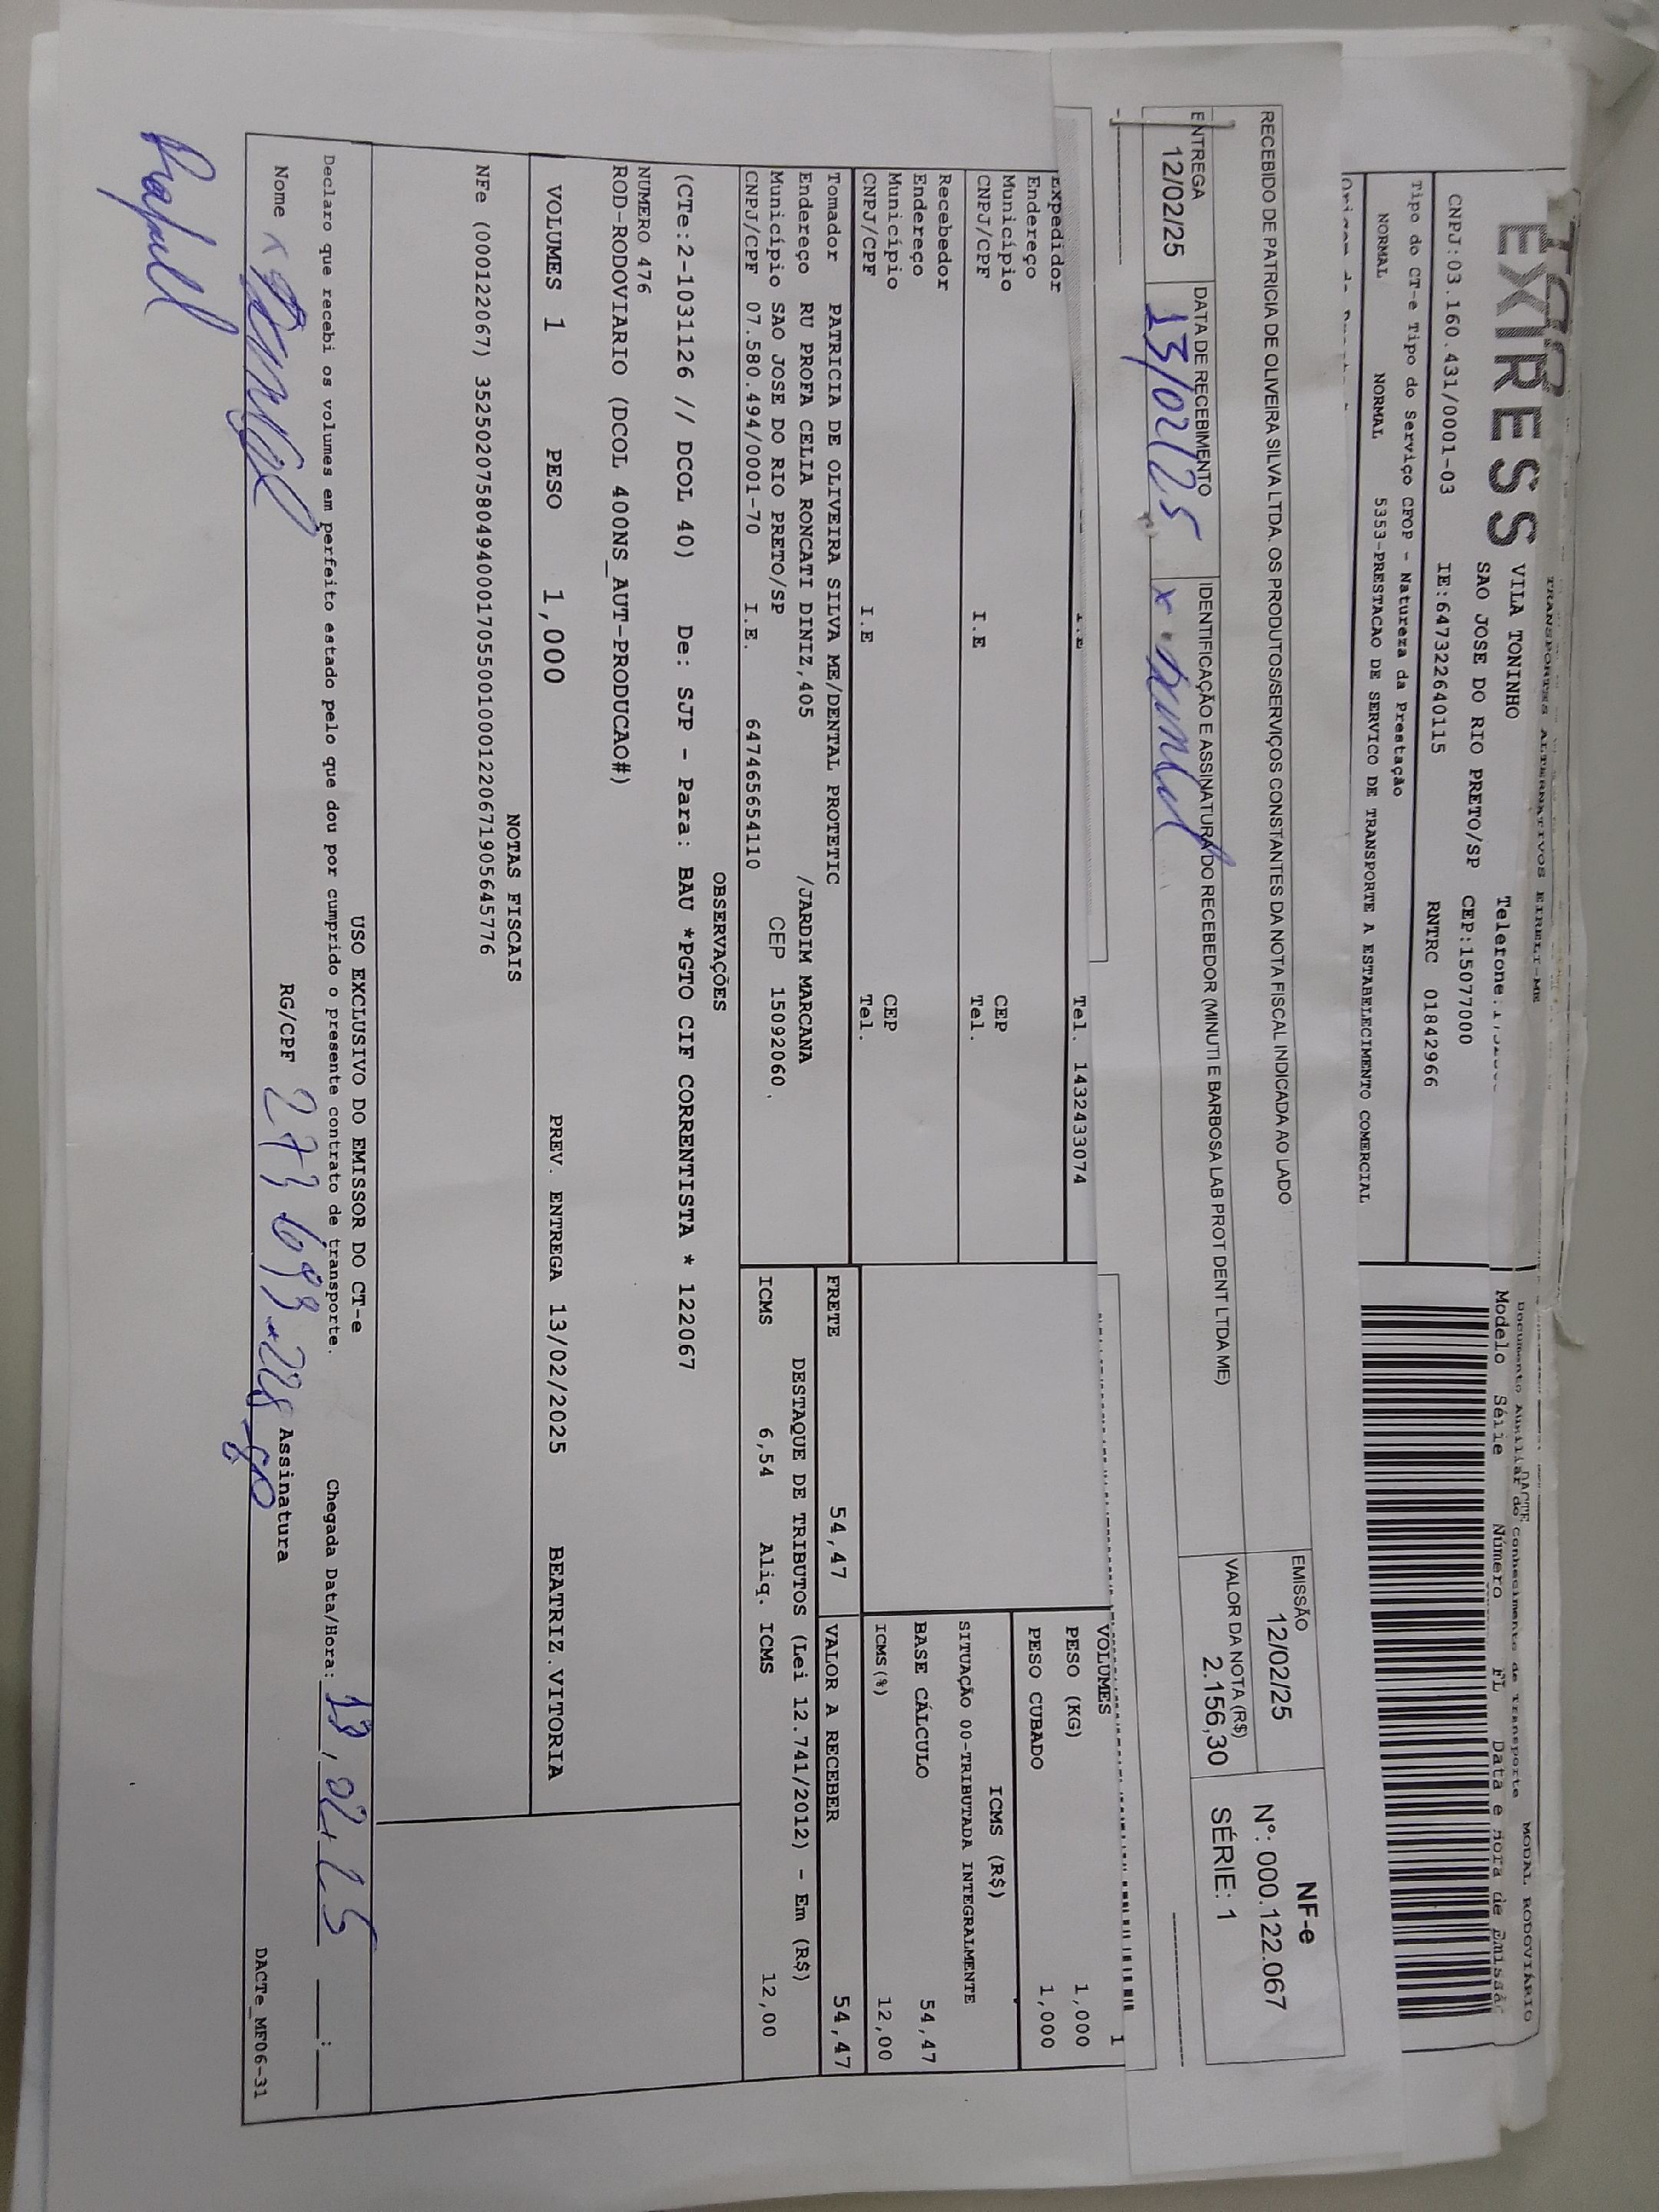 EXPRESS
VILA TONINHO
SAO JOSE DO RIO PRETO/SP CEP:15077000
CNPJ:03.160.431/0001-03 IE:647322640115 RNTRC 01842966
Tipo do CT-e Tipo do Serviço CFOP - Natureza da Prestação
NORMAL NORMAL 5353-PRESTACAO DE SERVICO DE TRANSPORTE A ESTABELECIMENTO COMERCIAL
TRANSPORTES ALTERNATIVOS EIRELI-ME
DACTE
Documento Auxiliar do Conhecimento de Transporte
MODAL RODOVIÁRIO
Modelo Série Número FL Data e Hora de Emissão
RECEBIDO DE PATRICIA DE OLIVEIRA SILVA LTDA. OS PRODUTOS/SERVIÇOS CONSTANTES DA NOTA FISCAL INDICADA AO LADO
EMISSÃO
12/02/25
NF-e
Nº: 000.122.067
SÉRIE: 1
ENTREGA
12/02/25
DATA DE RECEBIMENTO
13/02/25
IDENTIFICAÇÃO E ASSINATURA DO RECEBEDOR (MINUTI E BARBOSA LAB PROT DENT LTDA ME)
VALOR DA NOTA (R$)
2.156,30
Tel. 1432433074
Expedidor
Endereço
Município CEP
CNPJ/CPF I.E Tel.
Recebedor
Endereço
Município CEP
CNPJ/CPF I.E Tel.
VOLUMES 1
PESO (KG) 1,000
PESO CUBADO 1,000
ICMS (R$)
SITUAÇÃO 00-TRIBUTADA INTEGRALMENTE
BASE CÁLCULO 54,47
ICMS(%) 12,00
Tomador PATRICIA DE OLIVEIRA SILVA ME/DENTAL PROTETIC
Endereço RU PROFA CELIA RONCATI DINIZ,405 /JARDIM MARCANA
Município SAO JOSE DO RIO PRETO/SP CEP 15092060
CNPJ/CPF 07.580.494/0001-70 I.E. 647465654110
FRETE 54,47 VALOR A RECEBER 54,47
DESTAQUE DE TRIBUTOS (Lei 12.741/2012) - Em (R$)
ICMS 6,54 Aliq. ICMS 12,00
OBSERVAÇÕES
(CTe:2-1031126 // DCOL 40) De: SJP - Para: BAU *PGTO CIF CORRENTISTA * 122067
NUMERO 476
ROD-RODOVIARIO (DCOL 400NS_AUT-PRODUCAO#)
VOLUMES 1 PESO 1,000 PREV. ENTREGA 13/02/2025 BEATRIZ.VITORIA
NOTAS FISCAIS
NFe (000122067) 35250207580494000170550010001220671905645776
USO EXCLUSIVO DO EMISSOR DO CT-e
Declaro que recebi os volumes em perfeito estado pelo que dou por cumprido o presente contrato de transporte. Chegada Data/Hora: 13,02,25 :
Nome RG/CPF Assinatura
DACTe_MF06-31